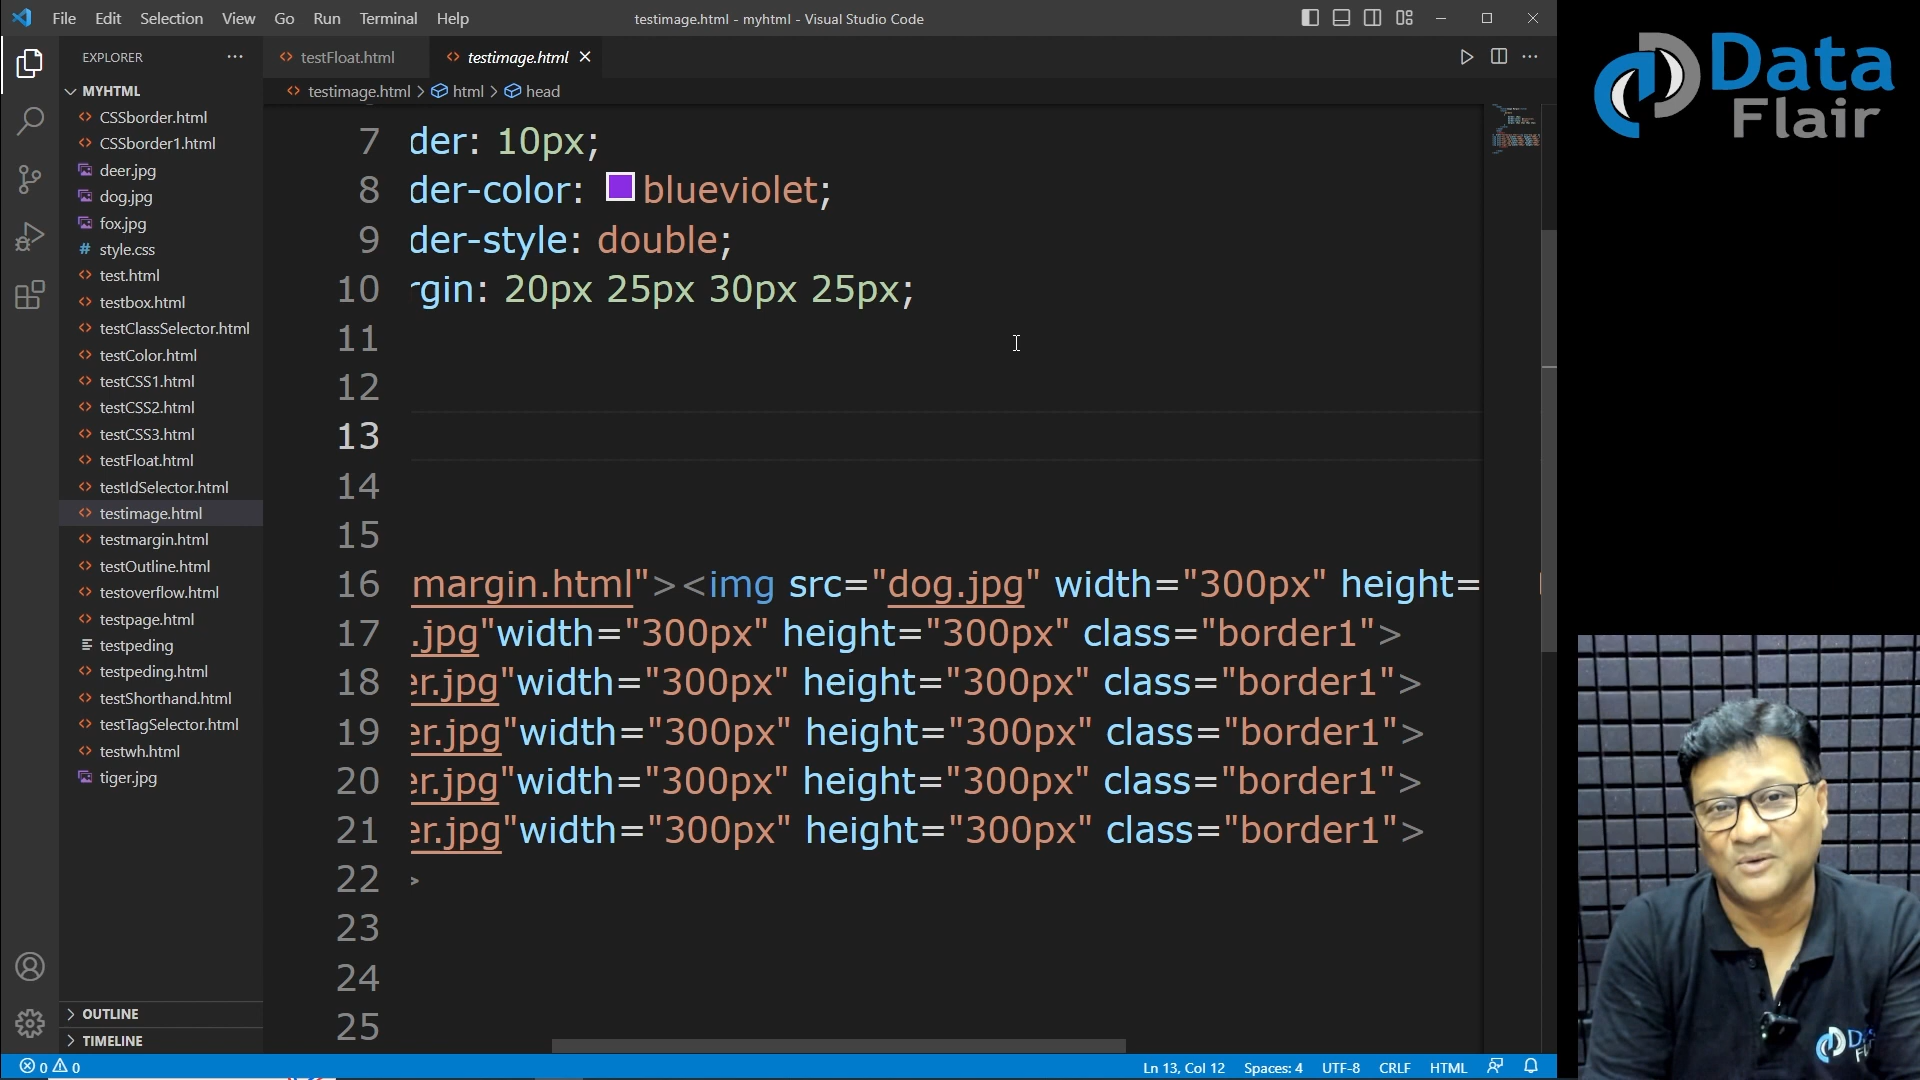 File Edit Selection View Go Run Terminal Help
testimage.html - myhtml - Visual Studio Code
EXPLORER
MYHTML
CSSborder.html
CSSborder1.html
deer.jpg
dog.jpg
fox.jpg
# style.css
test.html
testbox.html
testClassSelector.html
testColor.html
testCSS1.html
testCSS2.html
testCSS3.html
testFloat.html
testIdSelector.html
testimage.html
testmargin.html
testOutline.html
testoverflow.html
testpage.html
testpeding
testpeding.html
testShorthand.html
testTagSelector.html
testwh.html
tiger.jpg
OUTLINE
TIMELINE
testFloat.html testimage.html
testimage.html > html > head
7 der: 10px;
8 der-color: blueviolet;
9 der-style: double;
10 rgin: 20px 25px 30px 25px;
11
12
13
14
15
16 margin.html"><img src="dog.jpg" width="300px" height=
17 .jpg"width="300px" height="300px" class="border1">
18 er.jpg"width="300px" height="300px" class="border1">
19 er.jpg"width="300px" height="300px" class="border1">
20 er.jpg"width="300px" height="300px" class="border1">
21 er.jpg"width="300px" height="300px" class="border1">
22 >
23
24
25
0 0
Ln 13, Col 12 Spaces: 4 UTF-8 CRLF HTML
Data
Flair